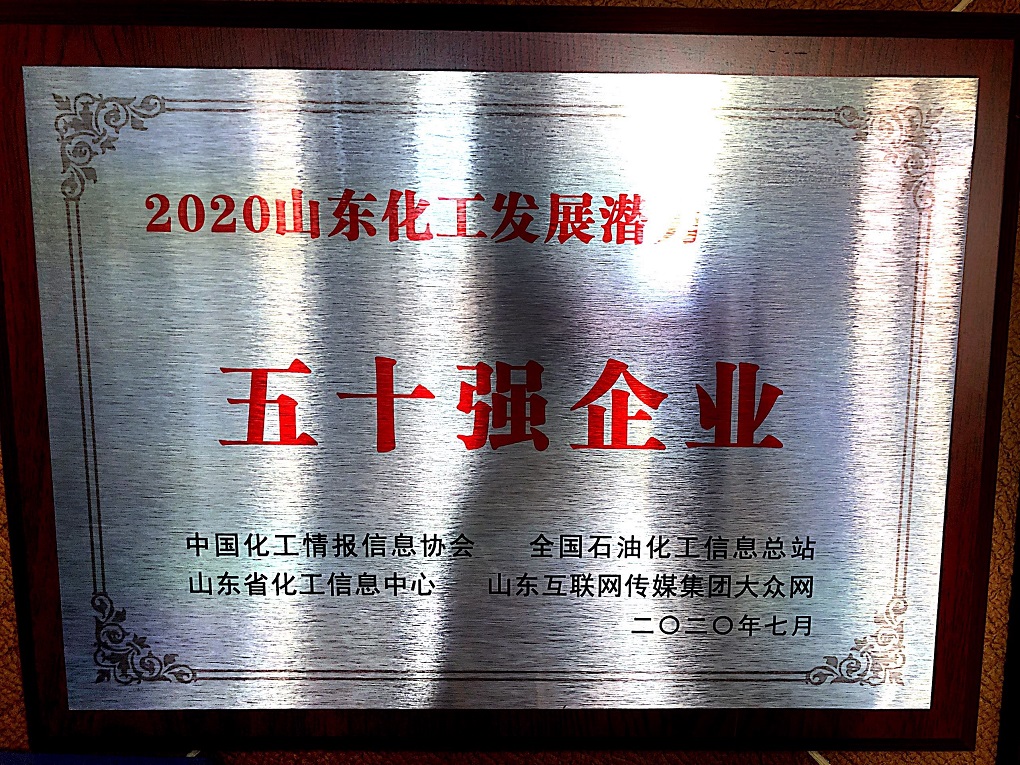 2020山东化工发展潜力
五十强企业
中国化工情报信息协会 全国石油化工信息总站
山东省化工信息中心 山东互联网传媒集团大众网
二〇二〇年七月